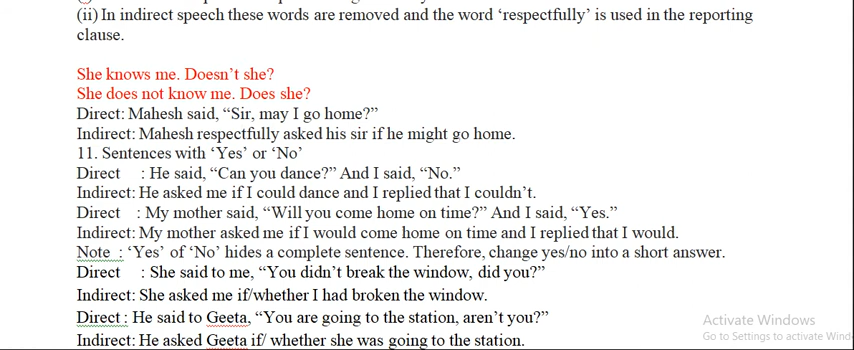 (ii) In indirect speech these words are removed and the word ‘respectfully’ is used in the reporting
clause.
She knows me. Doesn’t she?
She does not know me. Does she?
Direct: Mahesh said, “Sir, may I go home?”
Indirect: Mahesh respectfully asked his sir if he might go home.
11. Sentences with ‘Yes’ or ‘No’
Direct : He said, “Can you dance?” And I said, “No.”
Indirect: He asked me if I could dance and I replied that I couldn’t.
Direct : My mother said, “Will you come home on time?” And I said, “Yes.”
Indirect: My mother asked me if I would come home on time and I replied that I would.
Note : ‘Yes’ of ‘No’ hides a complete sentence. Therefore, change yes/no into a short answer.
Direct : She said to me, “You didn’t break the window, did you?”
Indirect: She asked me if/whether I had broken the window.
Direct : He said to Geeta, “You are going to the station, aren’t you?”
Indirect: He asked Geeta if/ whether she was going to the station.
Activate Windows
Go to Settings to activate Wind